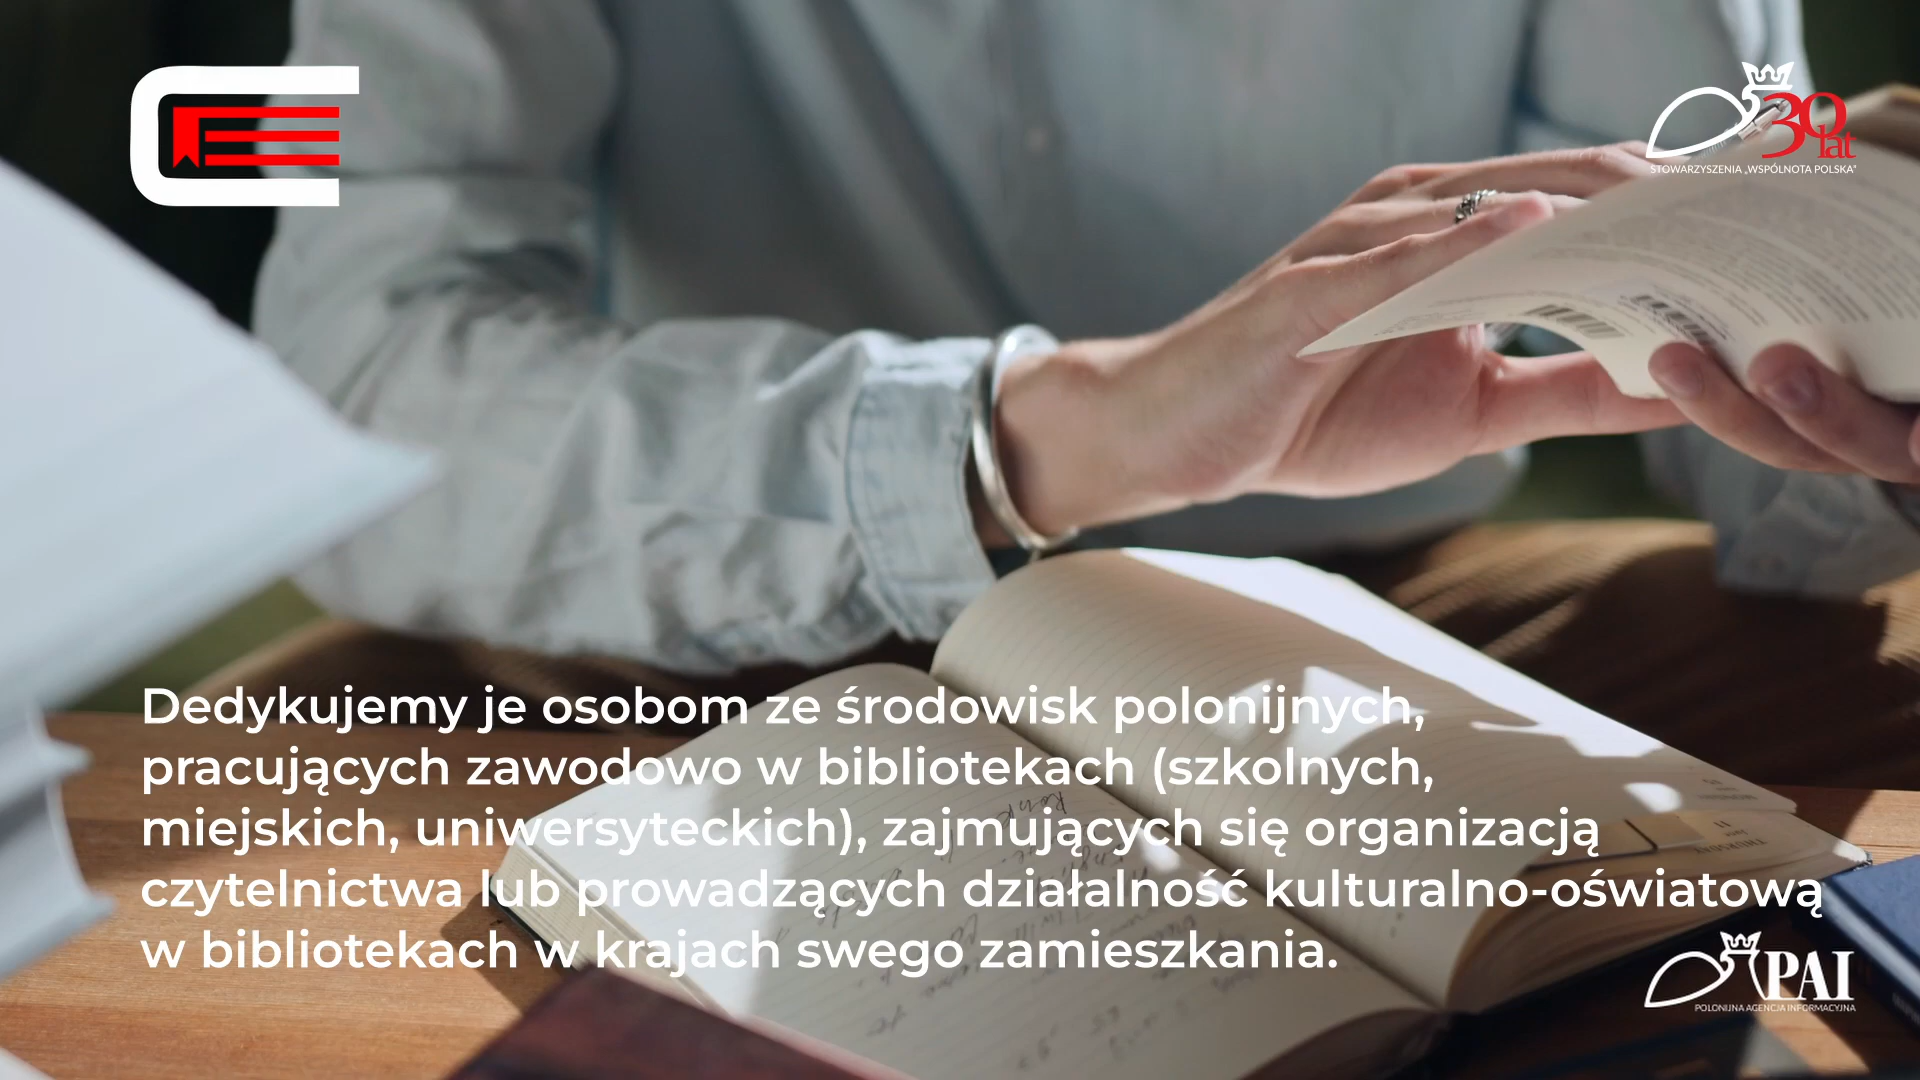 30
lat
STOWARZYSZENIA „WSPÓLNOTA POLSKA”
Dedykujemy je osobom ze środowisk polonijnych,
pracujących zawodowo w bibliotekach (szkolnych,
miejskich, uniwersyteckich), zajmujących się organizacją
czytelnictwa lub prowadzących działalność kulturalno-oświatową
w bibliotekach w krajach swego zamieszkania.
PAI
POLONIJNA AGENCJA INFORMACYJNA
THURSDAY